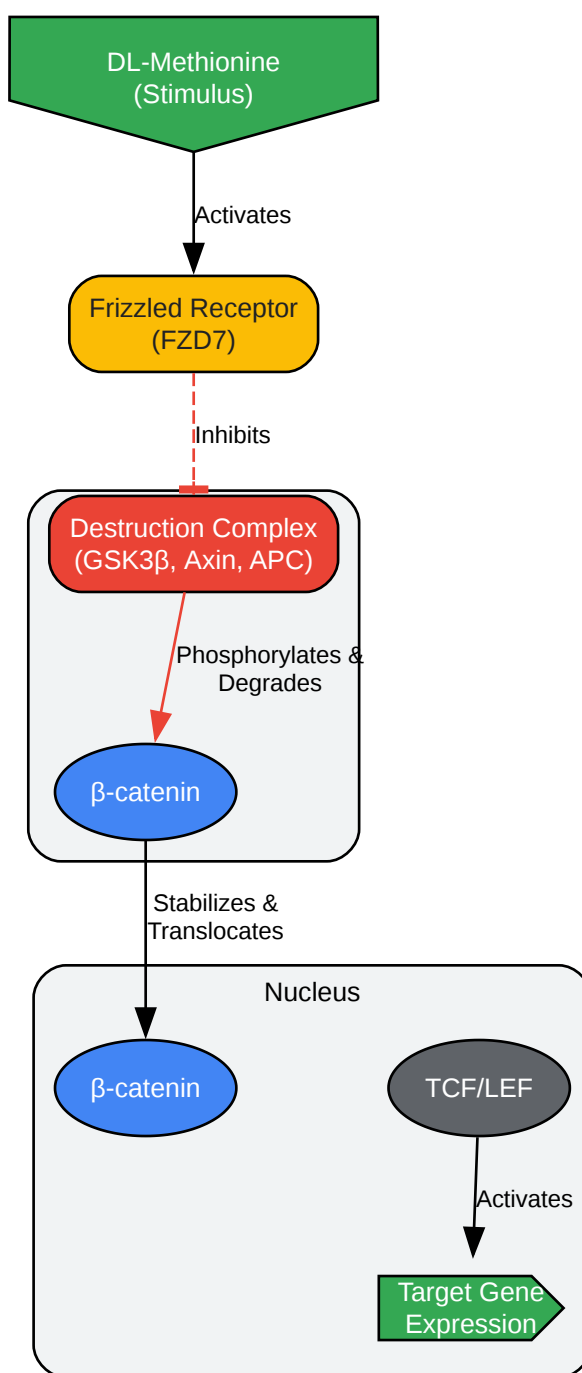 DL-Methionine
(Stimulus)
Activates
Frizzled Receptor
(FZD7)
Inhibits
Destruction Complex
(GSK3β, Axin, APC)
Phosphorylates &
Degrades
β-catenin
Stabilizes &
Translocates
Nucleus
β-catenin
TCF/LEF
Activates
Target Gene
Expression